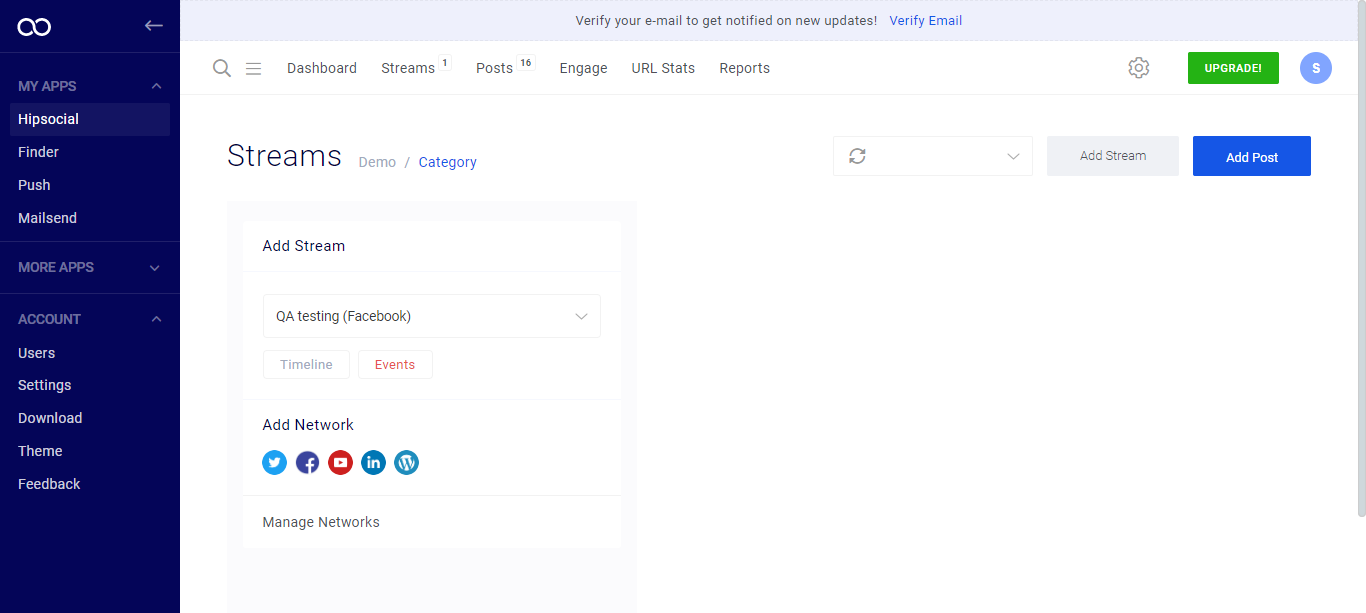 Verify your e-mail to get notified on new updates! Verify Email
Dashboard Streams 1 Posts 16 Engage URL Stats Reports UPGRADE! S
MY APPS
Hipsocial
Finder
Push
Mailsend
MORE APPS
ACCOUNT
Users
Settings
Download
Theme
Feedback
Streams Demo / Category
Add Stream Add Post
Add Stream
QA testing (Facebook)
Timeline Events
Add Network
Manage Networks